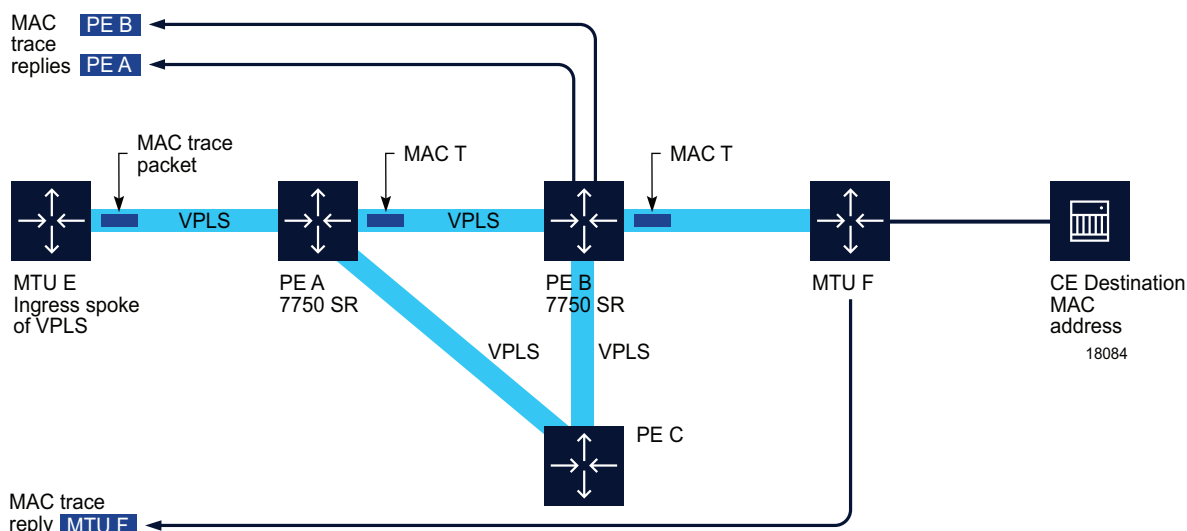 MAC
trace
replies
PE B
PE A
MAC trace
packet
MAC T
MAC T
VPLS
VPLS
MTU E
Ingress spoke
of VPLS
PE A
7750 SR
PE B
7750 SR
MTU F
CE Destination
MAC
address
18084
VPLS
VPLS
PE C
MAC trace
reply
MTU F